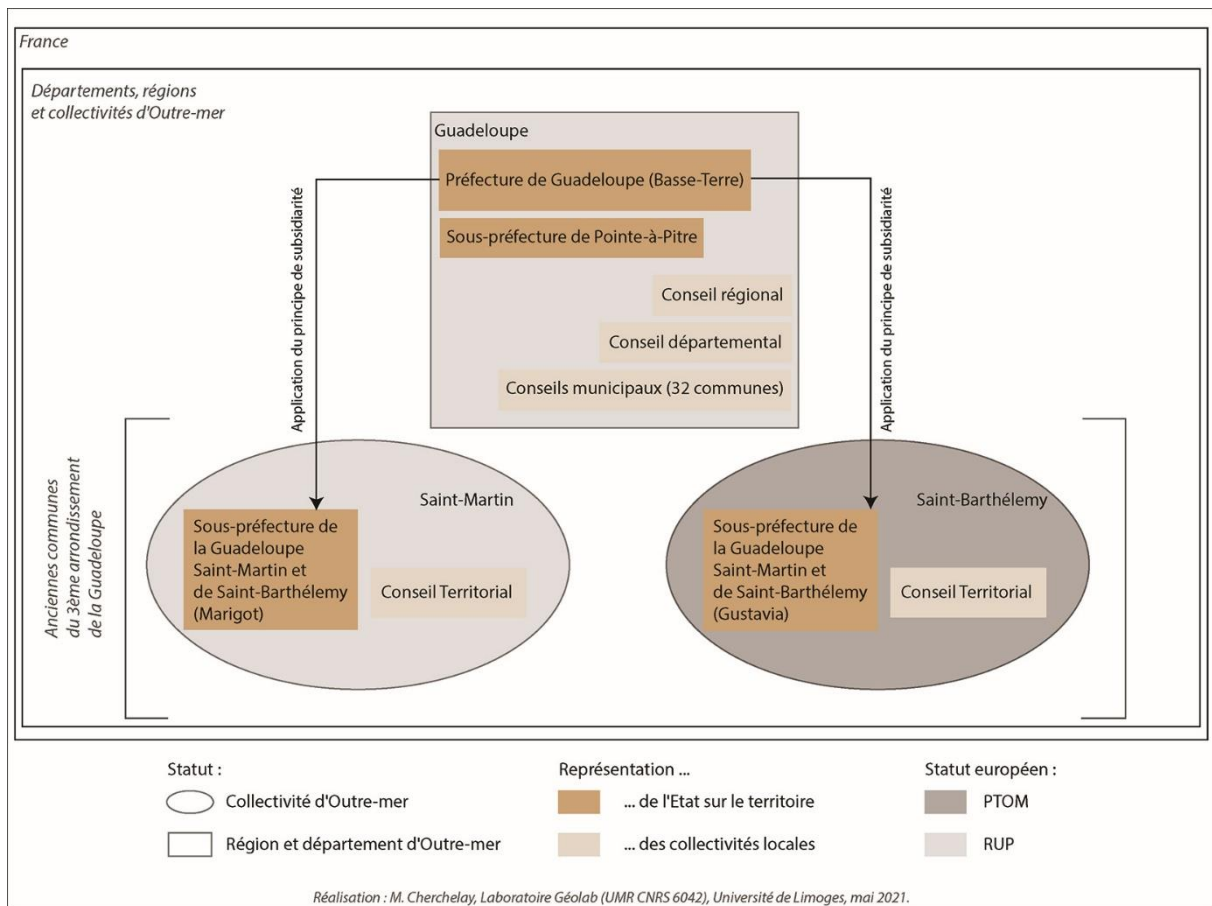 France
Départements, régions
et collectivités d'Outre-mer
Guadeloupe
Préfecture de Guadeloupe (Basse-Terre)
Sous-préfecture de Pointe-à-Pitre
Conseil régional
Conseil départemental
Conseils municipaux (32 communes)
Application du principe de subsidiarité
Application du principe de subsidiarité
Anciennes communes
du 3ème arrondissement
de la Guadeloupe
Saint-Martin
Sous-préfecture de
la Guadeloupe
Saint-Martin et
de Saint-Barthélemy
(Marigot)
Conseil Territorial
Saint-Barthélemy
Sous-préfecture de
la Guadeloupe
Saint-Martin et
de Saint-Barthélemy
(Gustavia)
Conseil Territorial
Statut :
Collectivité d'Outre-mer
Région et département d'Outre-mer
Représentation ...
... de l'Etat sur le territoire
... des collectivités locales
Statut européen :
PTOM
RUP
Réalisation : M. Cherchelay, Laboratoire Géolab (UMR CNRS 6042), Université de Limoges, mai 2021.